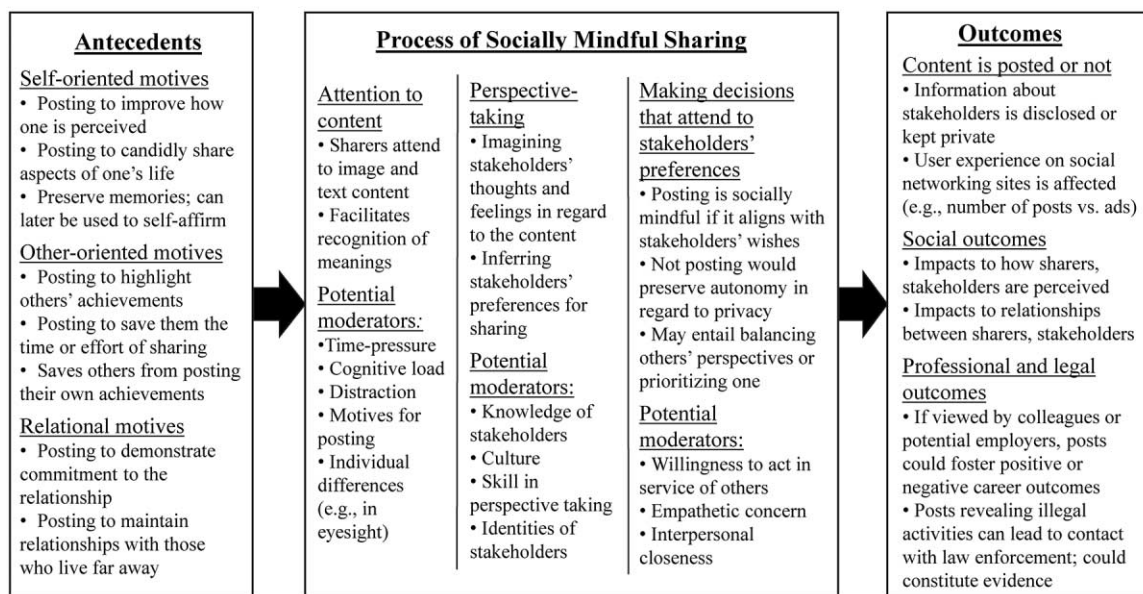 Antecedents
Self-oriented motives
• Posting to improve how
one is perceived
• Posting to candidly share
aspects of one's life
• Preserve memories; can
later be used to self-affirm
Other-oriented motives
• Posting to highlight
others' achievements
• Posting to save them the
time or effort of sharing
• Saves others from posting
their own achievements
Relational motives
• Posting to demonstrate
commitment to the
relationship
• Posting to maintain
relationships with those
who live far away
Process of Socially Mindful Sharing
Attention to
content
• Sharers attend
to image and
text content
• Facilitates
recognition of
meanings
Potential
moderators:
•Time-pressure
• Cognitive load
• Distraction
• Motives for
posting
• Individual
differences
(e.g., in
eyesight)
Perspective-
taking
• Imagining
stakeholders'
thoughts and
feelings in regard
to the content
• Inferring
stakeholders'
preferences for
sharing
Potential
moderators:
• Knowledge of
stakeholders
• Culture
• Skill in
perspective taking
• Identities of
stakeholders
Making decisions
that attend to
stakeholders'
preferences
• Posting is socially
mindful if it aligns with
stakeholders' wishes
• Not posting would
preserve autonomy in
regard to privacy
• May entail balancing
others' perspectives or
prioritizing one
Potential
moderators:
• Willingness to act in
service of others
• Empathetic concern
• Interpersonal
closeness
Outcomes
Content is posted or not
• Information about
stakeholders is disclosed or
kept private
• User experience on social
networking sites is affected
(e.g., number of posts vs. ads)
Social outcomes
• Impacts to how sharers,
stakeholders are perceived
• Impacts to relationships
between sharers, stakeholders
Professional and legal
outcomes
• If viewed by colleagues or
potential employers, posts
could foster positive or
negative career outcomes
• Posts revealing illegal
activities can lead to contact
with law enforcement; could
constitute evidence